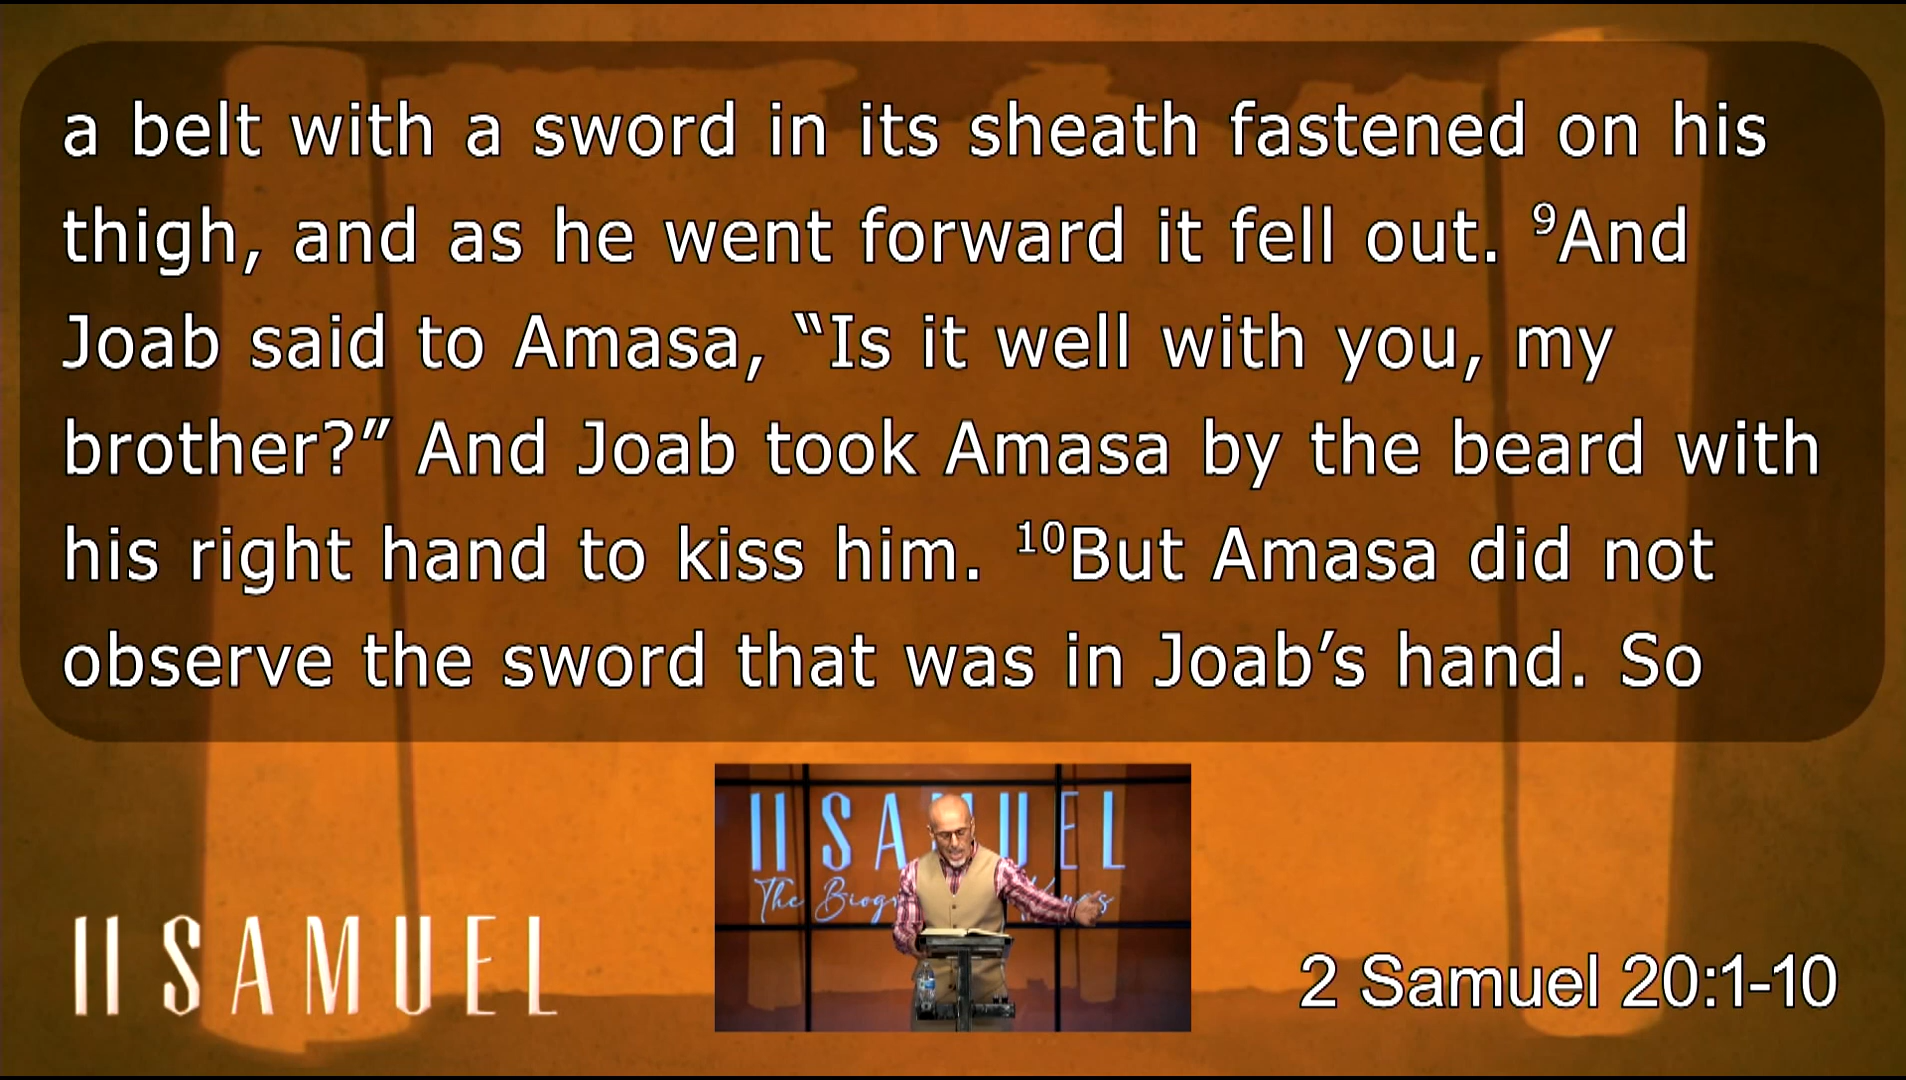 a belt with a sword in its sheath fastened on his
thigh, and as he went forward it fell out. ⁹And
Joab said to Amasa, “Is it well with you, my
brother?” And Joab took Amasa by the beard with
his right hand to kiss him. ¹⁰But Amasa did not
observe the sword that was in Joab’s hand. So
II SAMUEL
The
II SAMUEL
2 Samuel 20:1-10